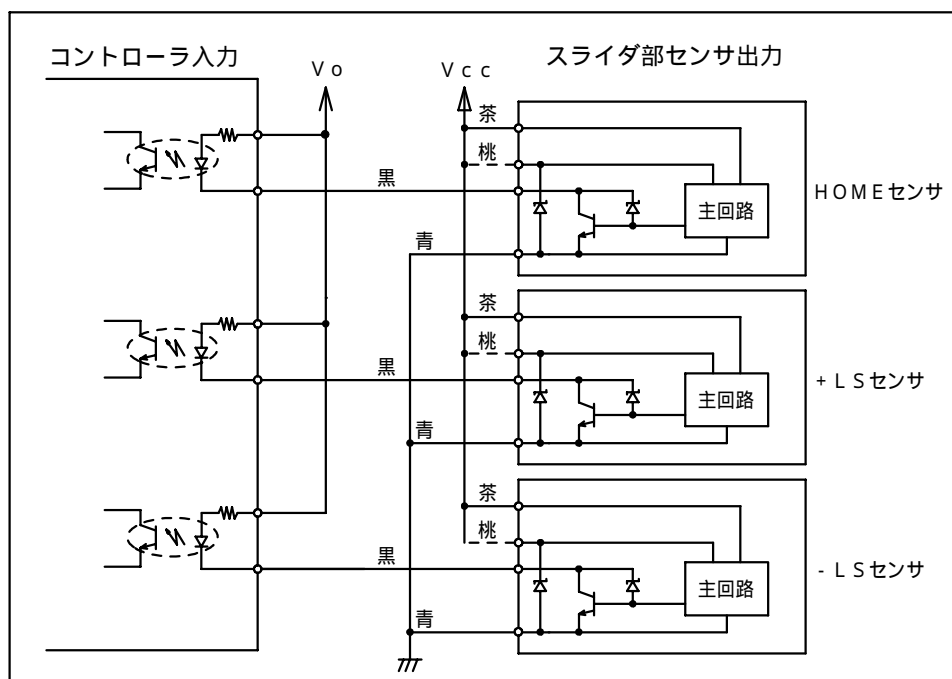 コントローラ入力
Vo
Vcc
スライダ部センサ出力
茶
桃
黒
主回路
HOMEセンサ
青
茶
桃
黒
主回路
+LSセンサ
青
茶
桃
黒
主回路
-LSセンサ
青